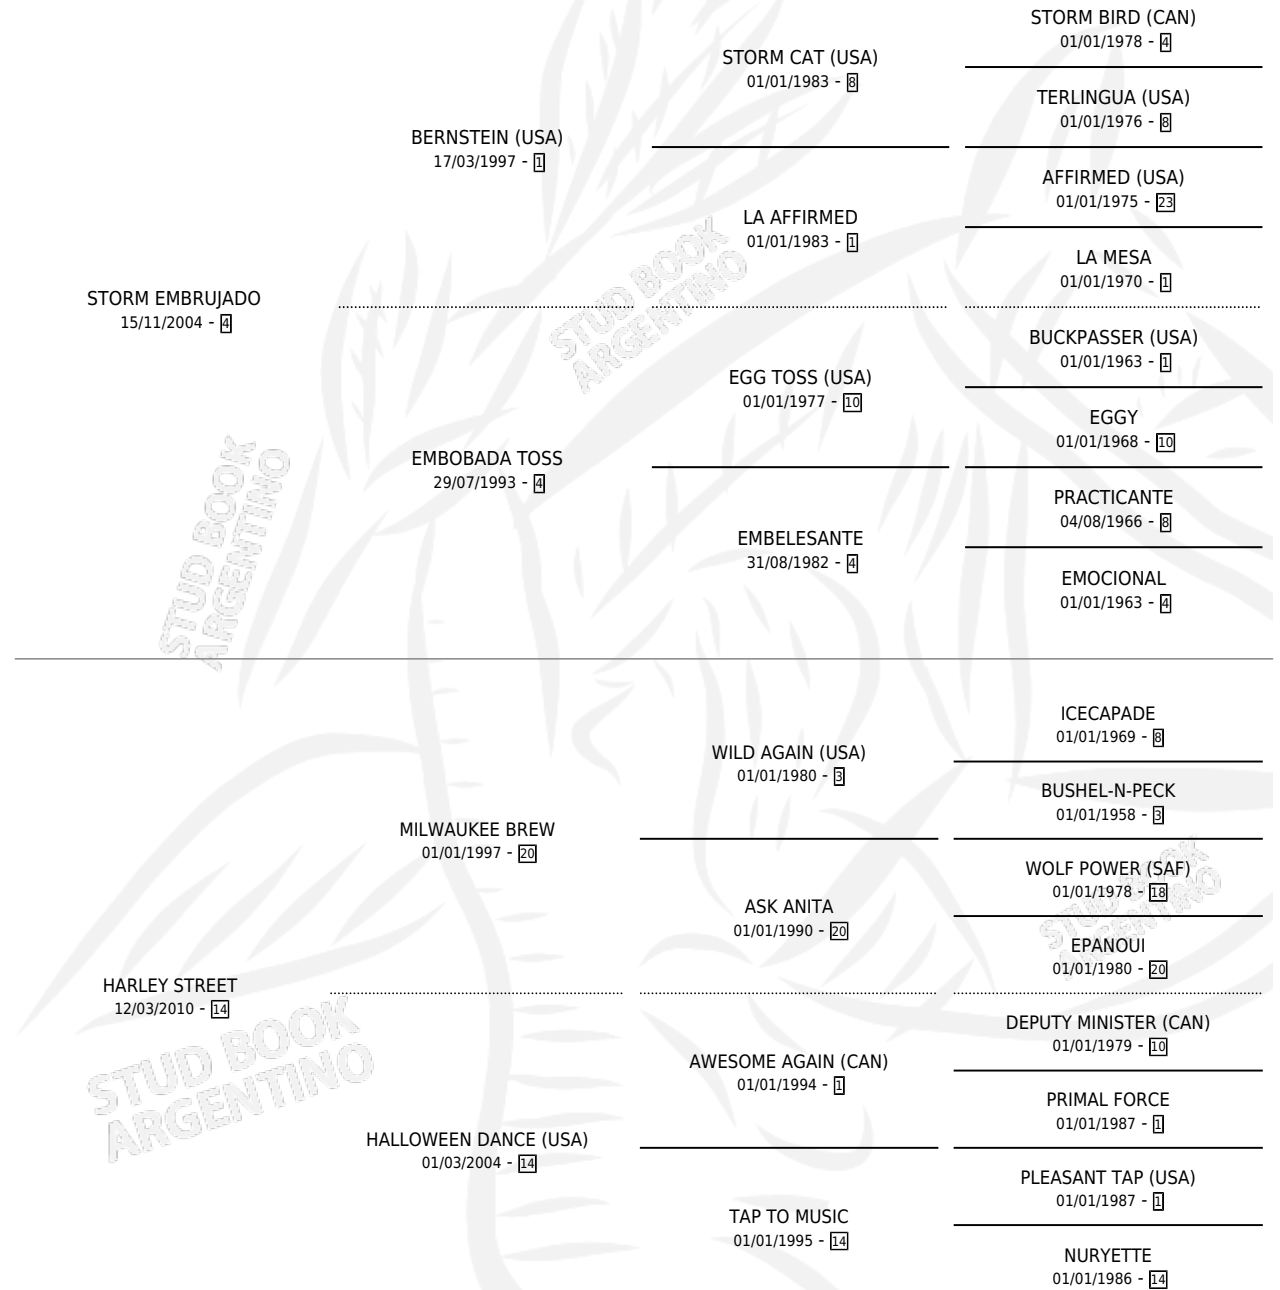 STORM BIRD (CAN)
01/01/1978 - 4
STORM CAT (USA)
01/01/1983 - 8
TERLINGUA (USA)
01/01/1976 - 8
BERNSTEIN (USA)
17/03/1997 - 1
AFFIRMED (USA)
01/01/1975 - 23
LA AFFIRMED
01/01/1983 - 1
LA MESA
01/01/1970 - 1
STORM EMBRUJADO
15/11/2004 - 4
BUCKPASSER (USA)
01/01/1963 - 1
EGG TOSS (USA)
01/01/1977 - 10
EGGY
01/01/1968 - 10
EMBOBADA TOSS
29/07/1993 - 4
PRACTICANTE
04/08/1966 - 8
EMBELESANTE
31/08/1982 - 4
EMOCIONAL
01/01/1963 - 4
ICECAPADE
01/01/1969 - 8
WILD AGAIN (USA)
01/01/1980 - 3
BUSHEL-N-PECK
01/01/1958 - 3
MILWAUKEE BREW
01/01/1997 - 20
WOLF POWER (SAF)
01/01/1978 - 18
ASK ANITA
01/01/1990 - 20
EPANOUI
01/01/1980 - 20
HARLEY STREET
12/03/2010 - 14
DEPUTY MINISTER (CAN)
01/01/1979 - 10
AWESOME AGAIN (CAN)
01/01/1994 - 1
PRIMAL FORCE
01/01/1987 - 1
HALLOWEEN DANCE (USA)
01/03/2004 - 14
PLEASANT TAP (USA)
01/01/1987 - 1
TAP TO MUSIC
01/01/1995 - 14
NURYETTE
01/01/1986 - 14
STUD BOOK
ARGENTINO
STUD BOOK
ARGENTINO
STUD BOOK
ARGENTINO
STUD BOOK
ARGENTINO